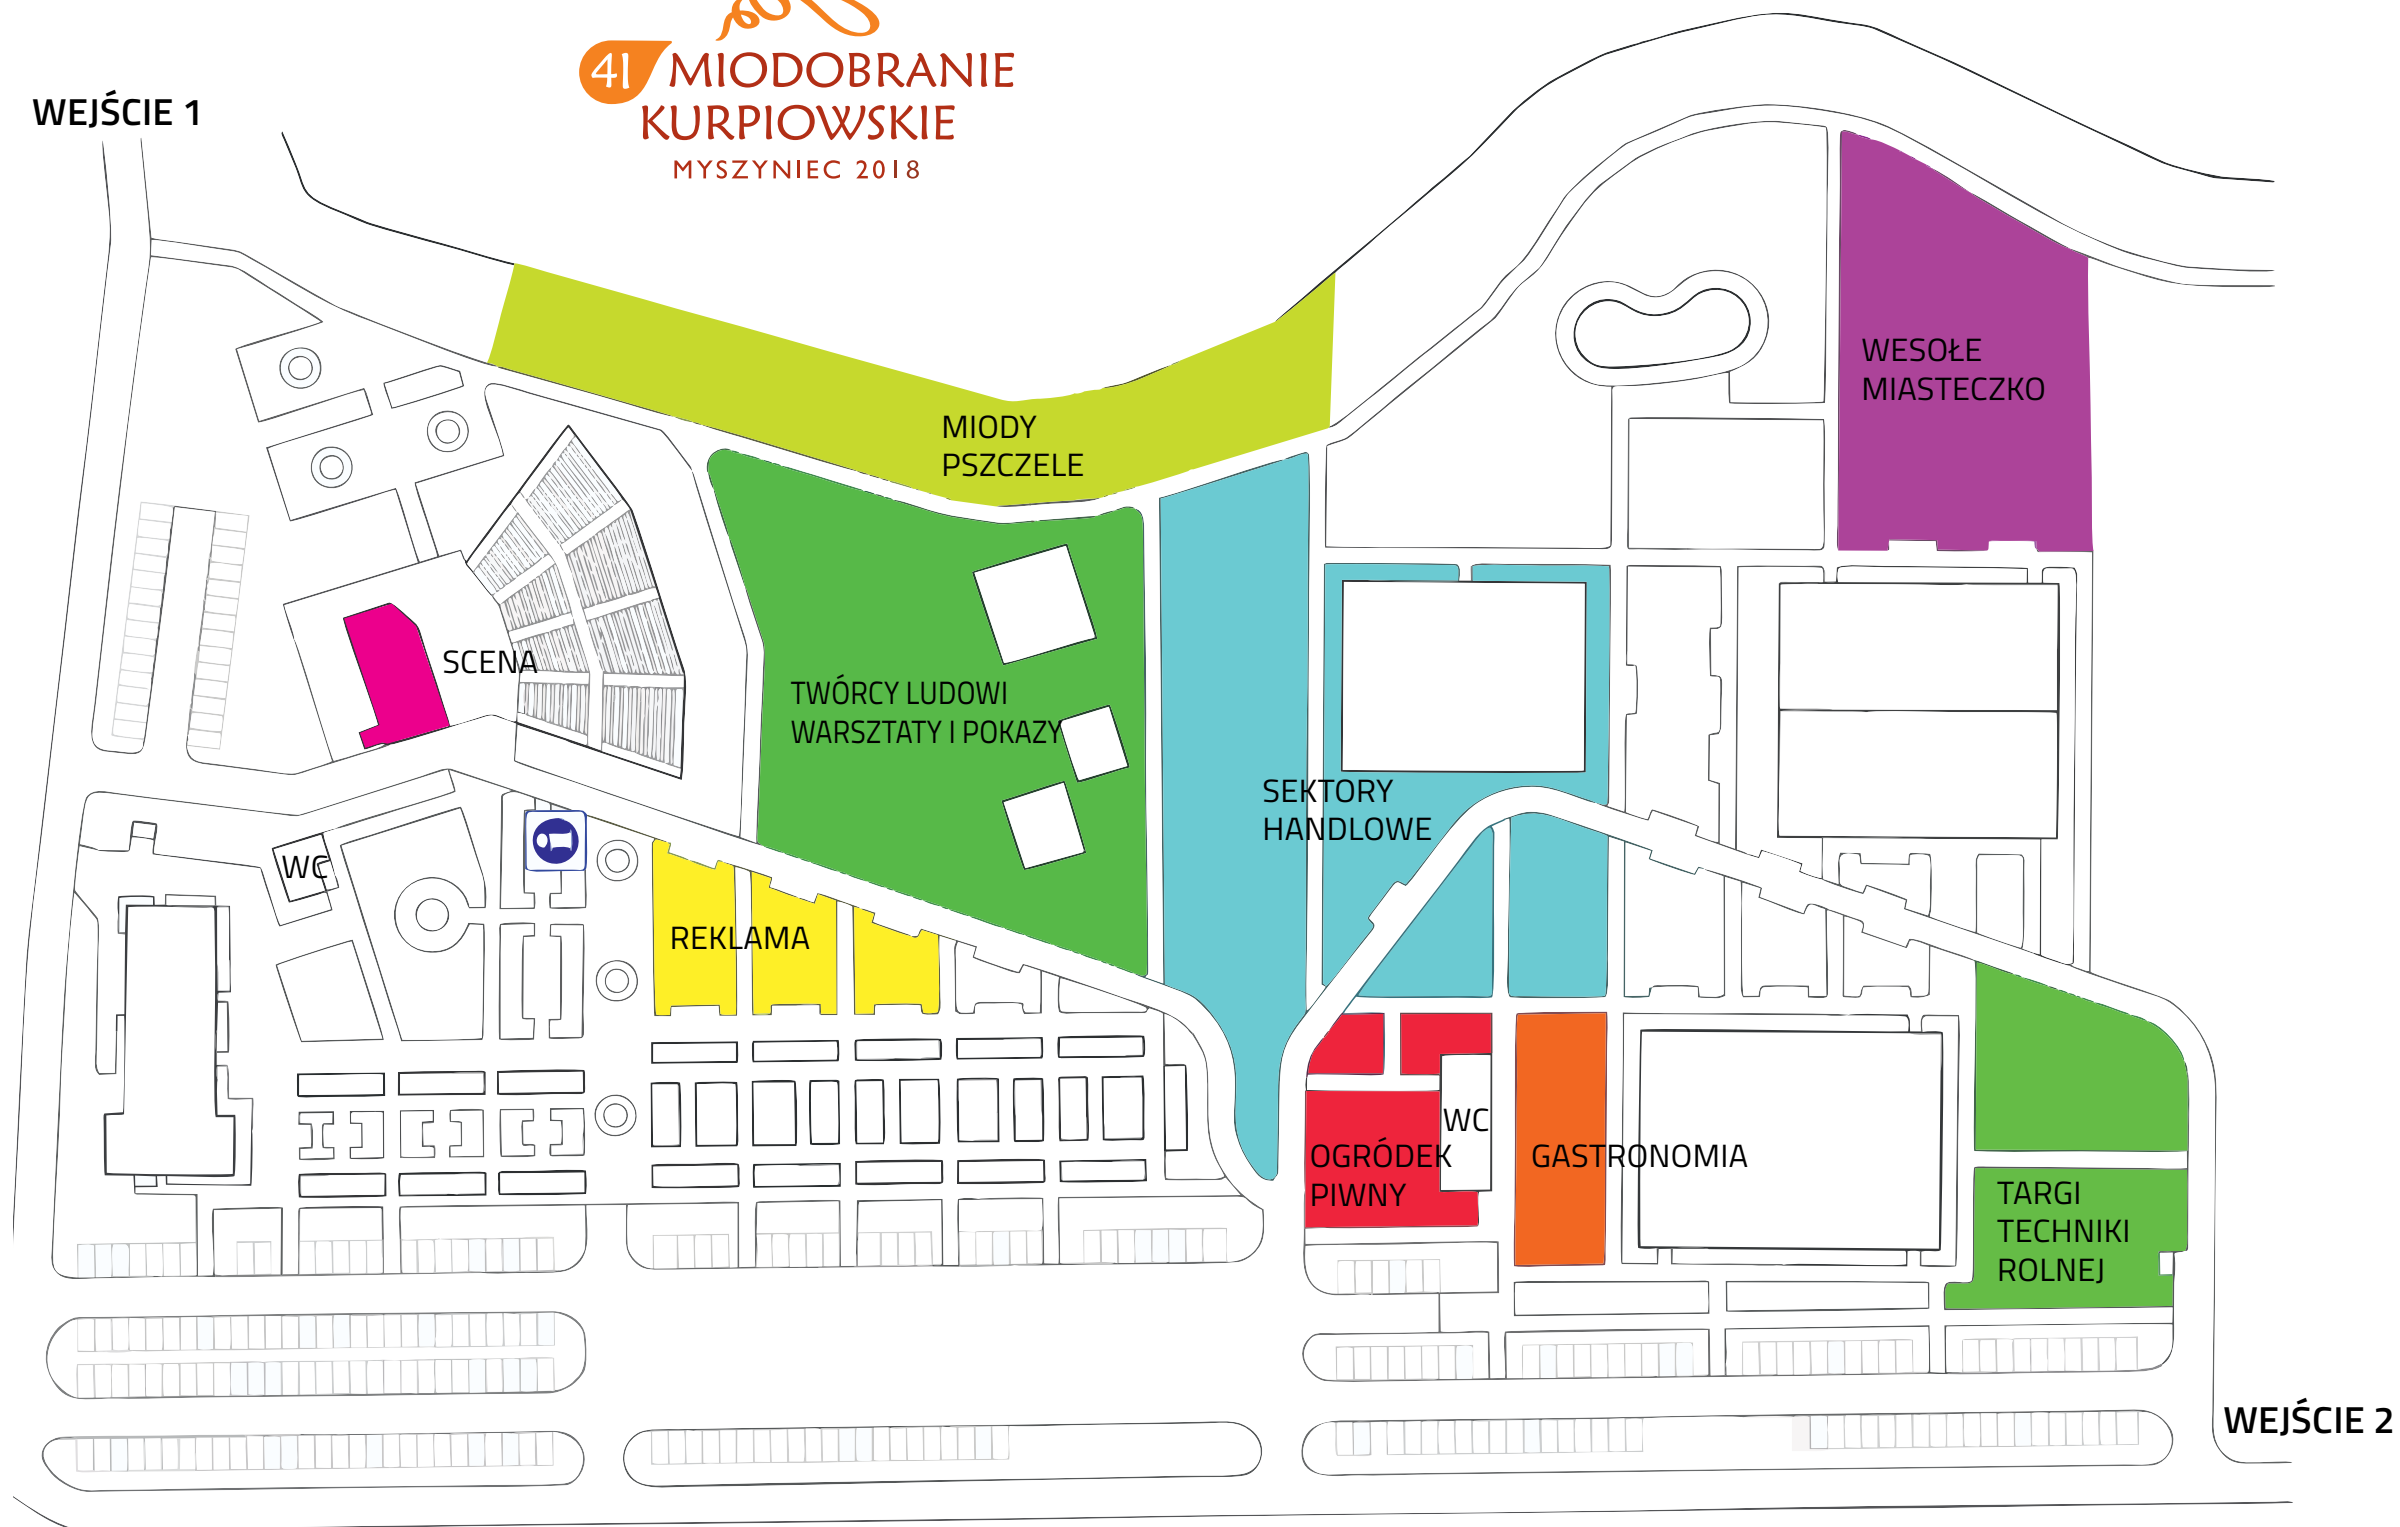 41 MIODOBRANIE
KURPIOWSKIE
MYSZYNIEC 2018
WEJŚCIE 1
WESOŁE
MIASTECZKO
MIODY
PSZCZELE
SCENA
TWÓRCY LUDOWI
WARSZTATY I POKAZY
SEKTORY
HANDLOWE
i
WC
REKLAMA
WC
OGRÓDEK
PIWNY
GASTRONOMIA
TARGI
TECHNIKI
ROLNEJ
WEJŚCIE 2